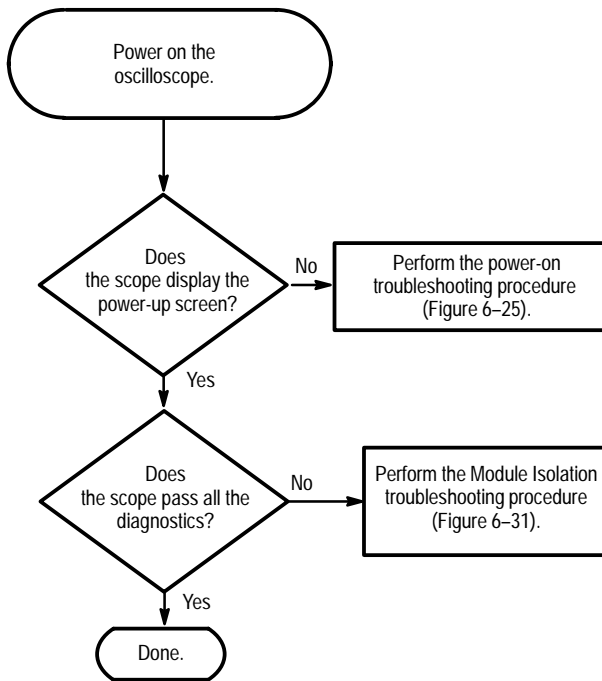 Power on the
oscilloscope.
Does
the scope display the
power-up screen?
No
Perform the power-on
troubleshooting procedure
(Figure 6–25).
Yes
Does
the scope pass all the
diagnostics?
No
Perform the Module Isolation
troubleshooting procedure
(Figure 6–31).
Yes
Done.